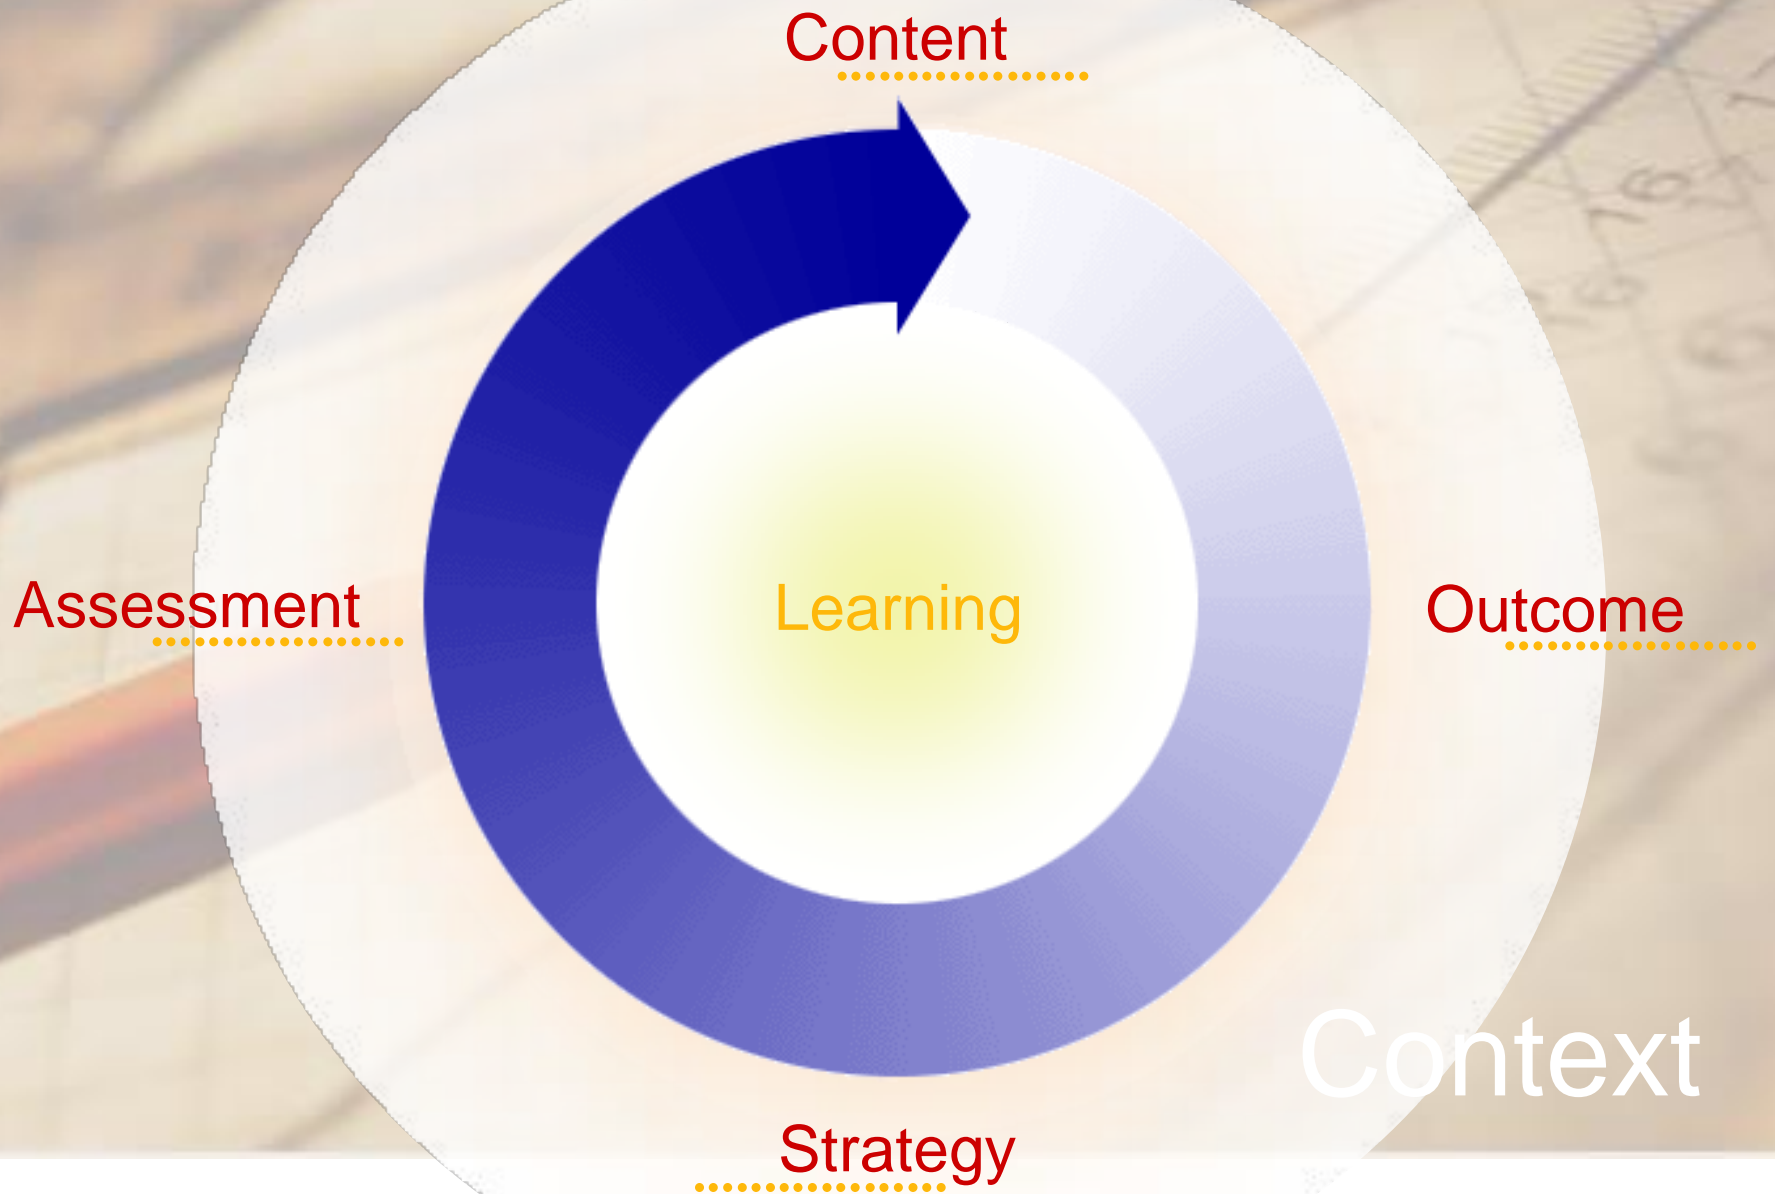 Content
Assessment
Learning
Outcome
Context
Strategy